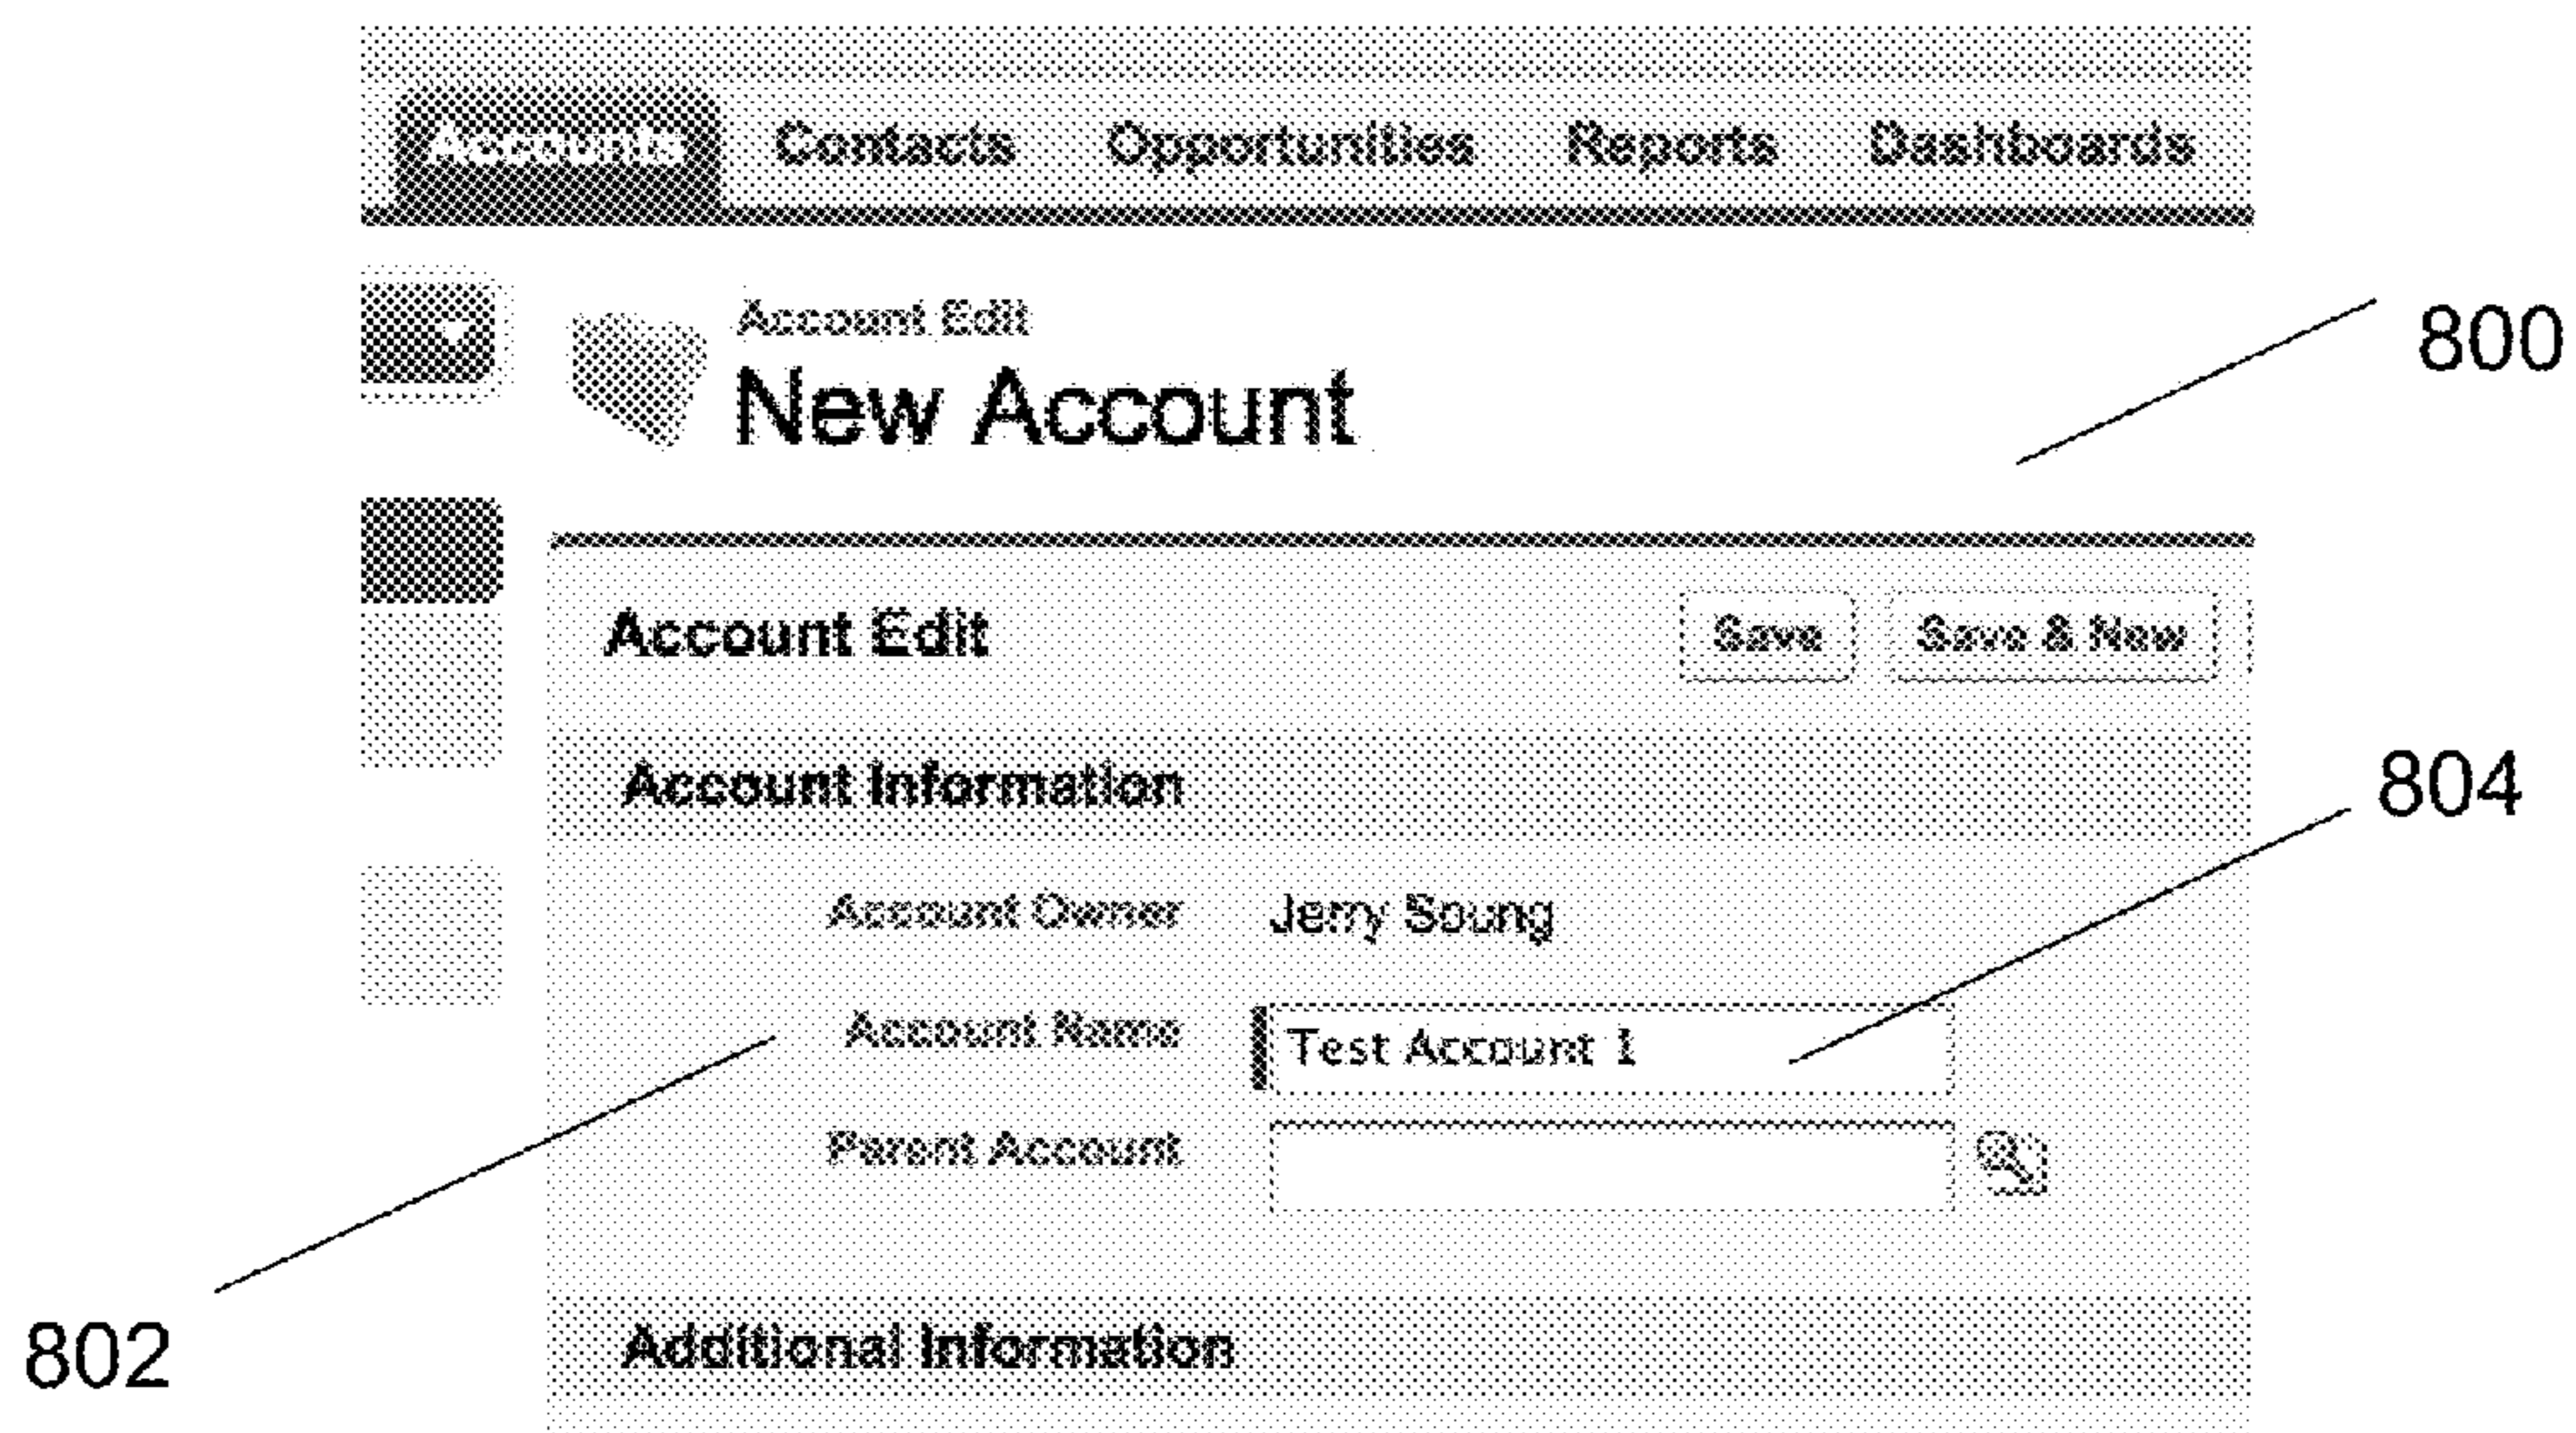 Accounts Contacts Opportunities Reports Dashboards
Account Edit
New Account
800
Account Edit Save Save & New
Account Information
804
Account Owner Jerry Soung
Account Name Test Account 1
Parent Account
802
Additional Information